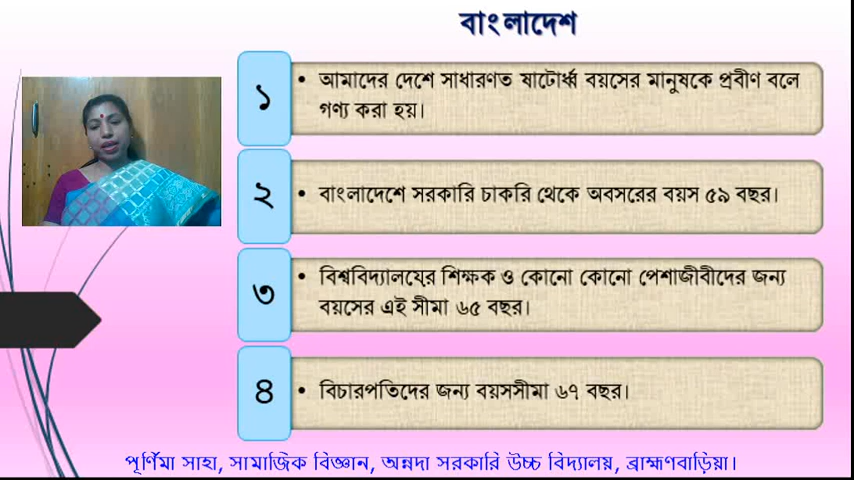 বাংলাদেশ
১
আমাদের দেশে সাধারণত ষাটোর্ধ্ব বয়সের মানুষকে প্রবীণ বলে
গণ্য করা হয়।
২
বাংলাদেশে সরকারি চাকরি থেকে অবসরের বয়স ৫৯ বছর।
৩
বিশ্ববিদ্যালয়ের শিক্ষক ও কোনো কোনো পেশাজীবীদের জন্য
বয়সের এই সীমা ৬৫ বছর।
৪
বিচারপতিদের জন্য বয়সসীমা ৬৭ বছর।
পূর্ণিমা সাহা, সামাজিক বিজ্ঞান, অন্নদা সরকারি উচ্চ বিদ্যালয়, ব্রাহ্মণবাড়িয়া।